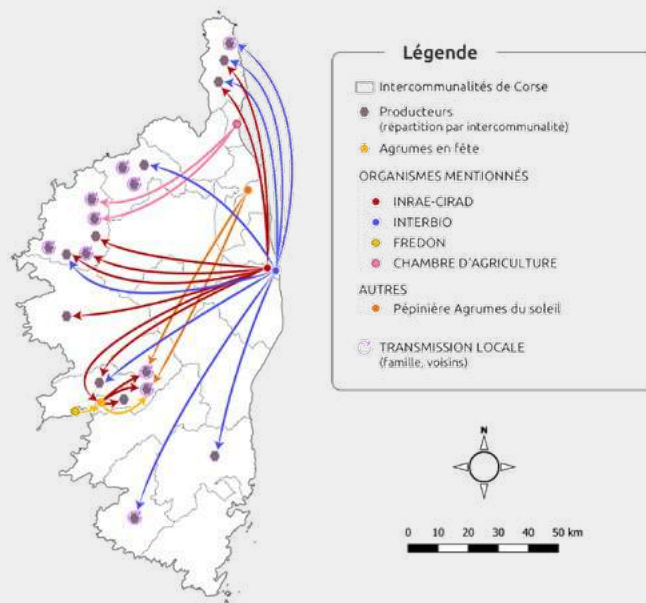 Légende
Intercommunalités de Corse
Producteurs
(répartition par intercommunalité)
Agrumes en fête
ORGANISMES MENTIONNÉS
INRAE-CIRAD
INTERBIO
FREDON
CHAMBRE D'AGRICULTURE
AUTRES
Pépinière Agrumes du soleil
TRANSMISSION LOCALE
(famille, voisins)
N
0 10 20 30 40 50 km